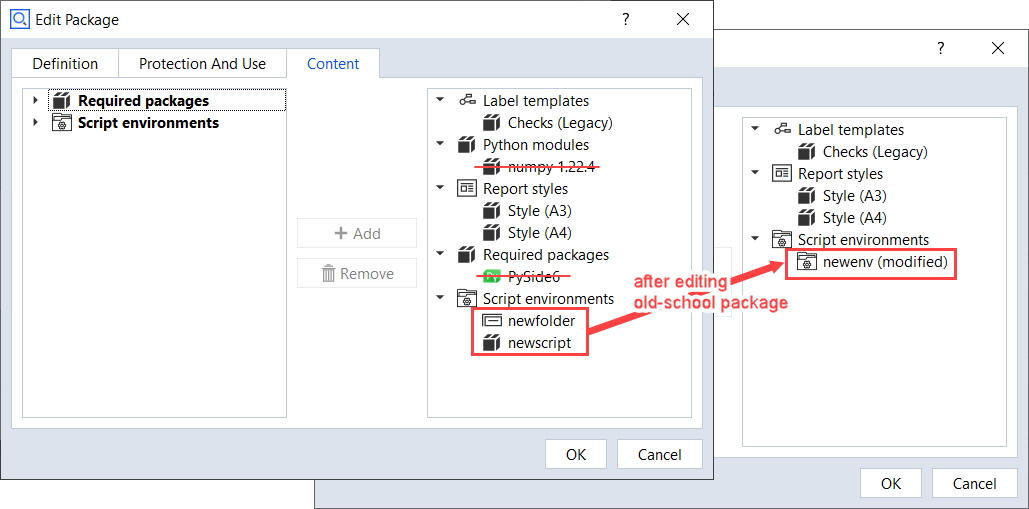 Edit Package
?
?
Definition
Protection And Use
Content
Required packages
Script environments
Add
Remove
Label templates
Checks (Legacy)
Python modules
numpy 1.22.4
Report styles
Style (A3)
Style (A4)
Required packages
PySide6
Script environments
newfolder
newscript
OK
Cancel
after editing
old-school package
Label templates
Checks (Legacy)
Report styles
Style (A3)
Style (A4)
Script environments
newenv (modified)
OK
Cancel